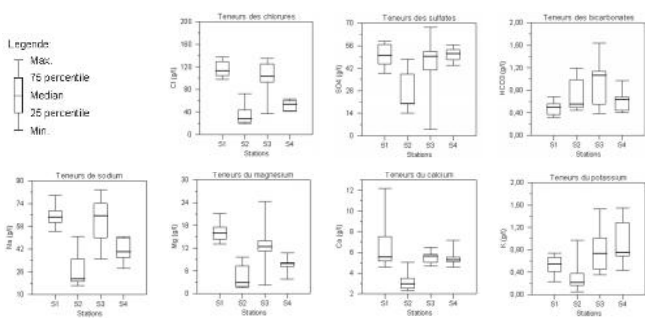 Legende
Max.
75 percentile
Median
25 percentile
Min.
Teneurs des chlorures
Cl (g/l)
200
160
120
80
40
0
S1 S2 S3 S4
Stations
Teneurs des sulfates
SO4 (g/l)
70
56
42
28
14
0
S1 S2 S3 S4
Stations
Teneurs des bicarbonates
HCO3 (g/l)
2,00
1,60
1,20
0,80
0,40
0,00
S1 S2 S3 S4
Stations
Teneurs de sodium
Na (g/l)
90
74
58
42
26
10
S1 S2 S3 S4
Stations
Teneurs du magnésium
Mg (g/l)
30
24
18
12
6
0
S1 S2 S3 S4
Stations
Teneurs du calcium
Ca (g/l)
12
10
8
6
4
2
S1 S2 S3 S4
Stations
Teneurs du potassium
K (g/l)
2,00
1,60
1,20
0,80
0,40
0,00
S1 S2 S3 S4
Stations